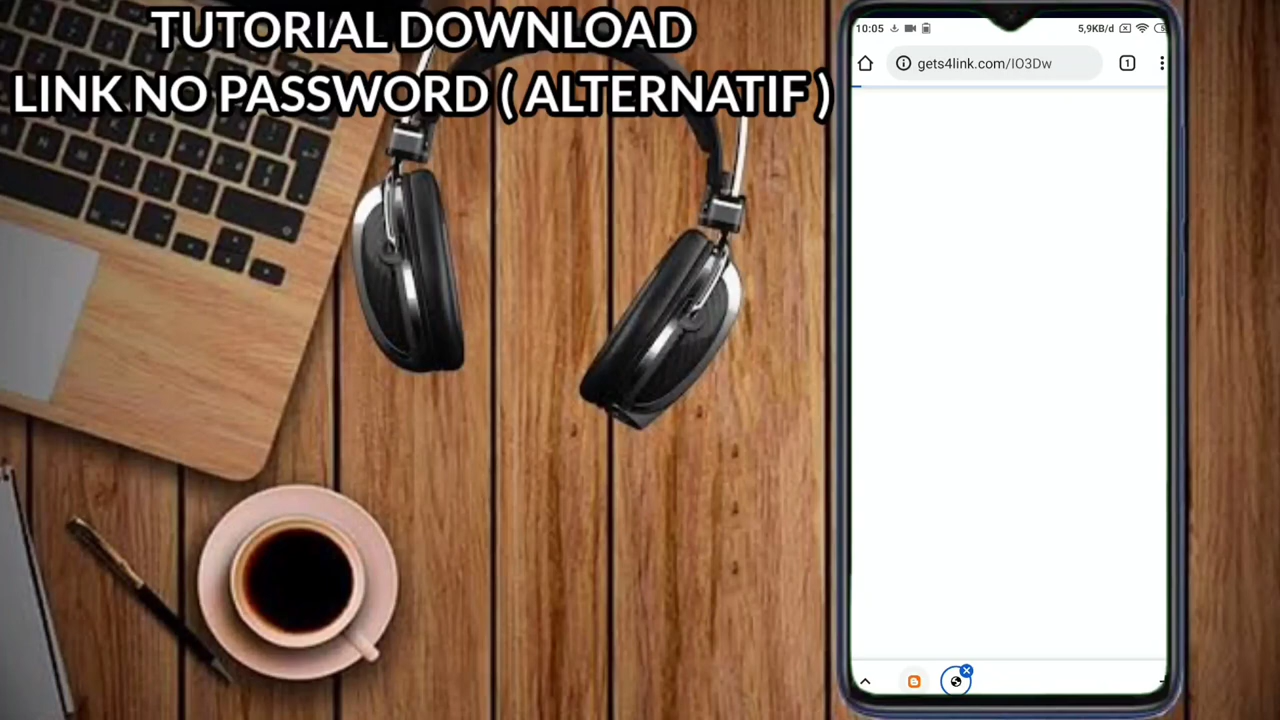 TUTORIAL DOWNLOAD
LINK NO PASSWORD ( ALTERNATIF )
10:05 5,9KB/d
gets4link.com/IO3Dw 1